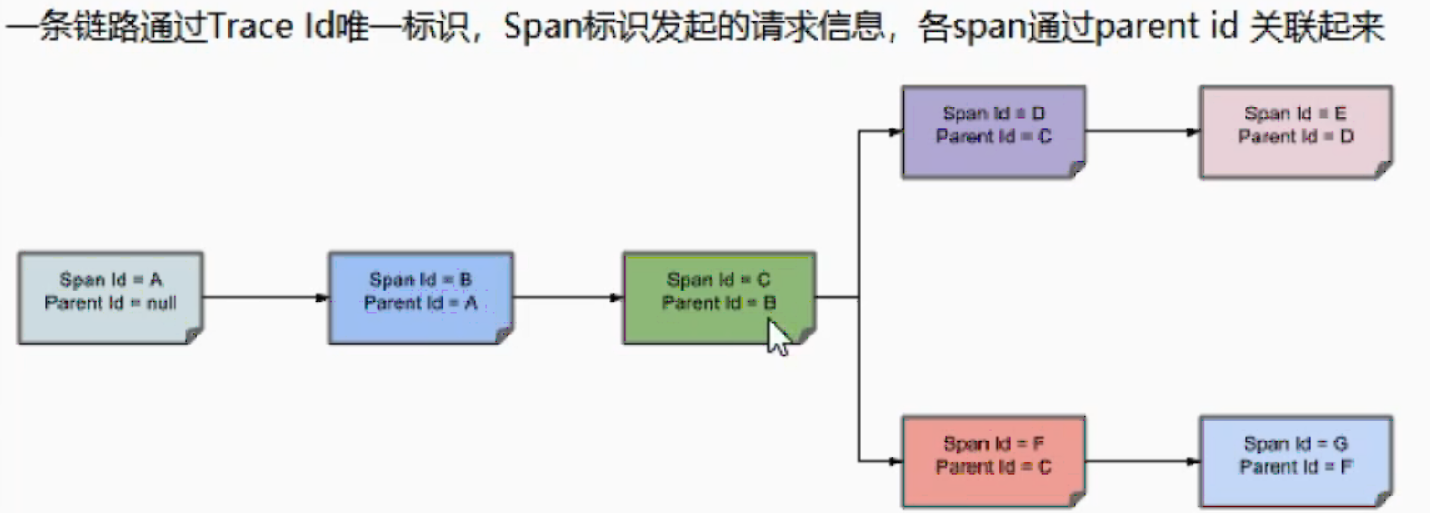 一条链路通过Trace Id唯一标识，Span标识发起的请求信息，各span通过parent id 关联起来
Span Id = D
Parent Id = C
Span Id = E
Parent Id = D
Span Id = A
Parent Id = null
Span Id = B
Parent Id = A
Span Id = C
Parent Id = B
Span Id = F
Parent Id = C
Span Id = G
Parent Id = F